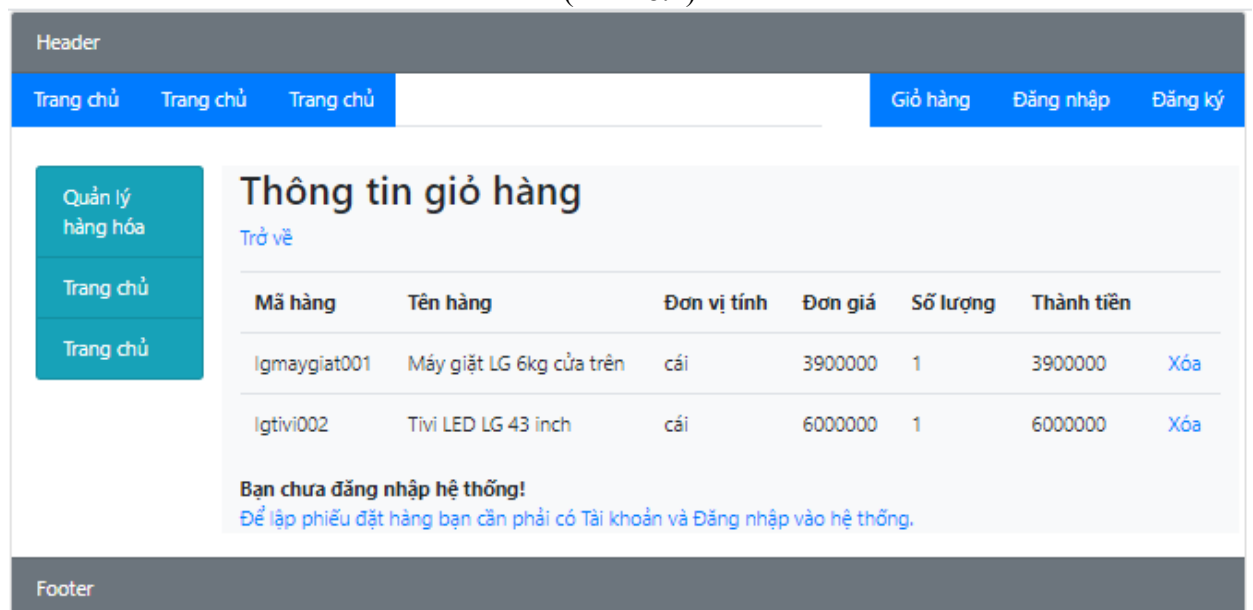 Header
Trang chủ Trang chủ Trang chủ Giỏ hàng Đăng nhập Đăng ký
Quản lý
hàng hóa
Trang chủ
Trang chủ
Thông tin giỏ hàng
Trở về
Mã hàng Tên hàng Đơn vị tính Đơn giá Số lượng Thành tiền
lgmaygiat001 Máy giặt LG 6kg cửa trên cái 3900000 1 3900000 Xóa
lgtivi002 Tivi LED LG 43 inch cái 6000000 1 6000000 Xóa
Bạn chưa đăng nhập hệ thống!
Để lập phiếu đặt hàng bạn cần phải có Tài khoản và Đăng nhập vào hệ thống.
Footer